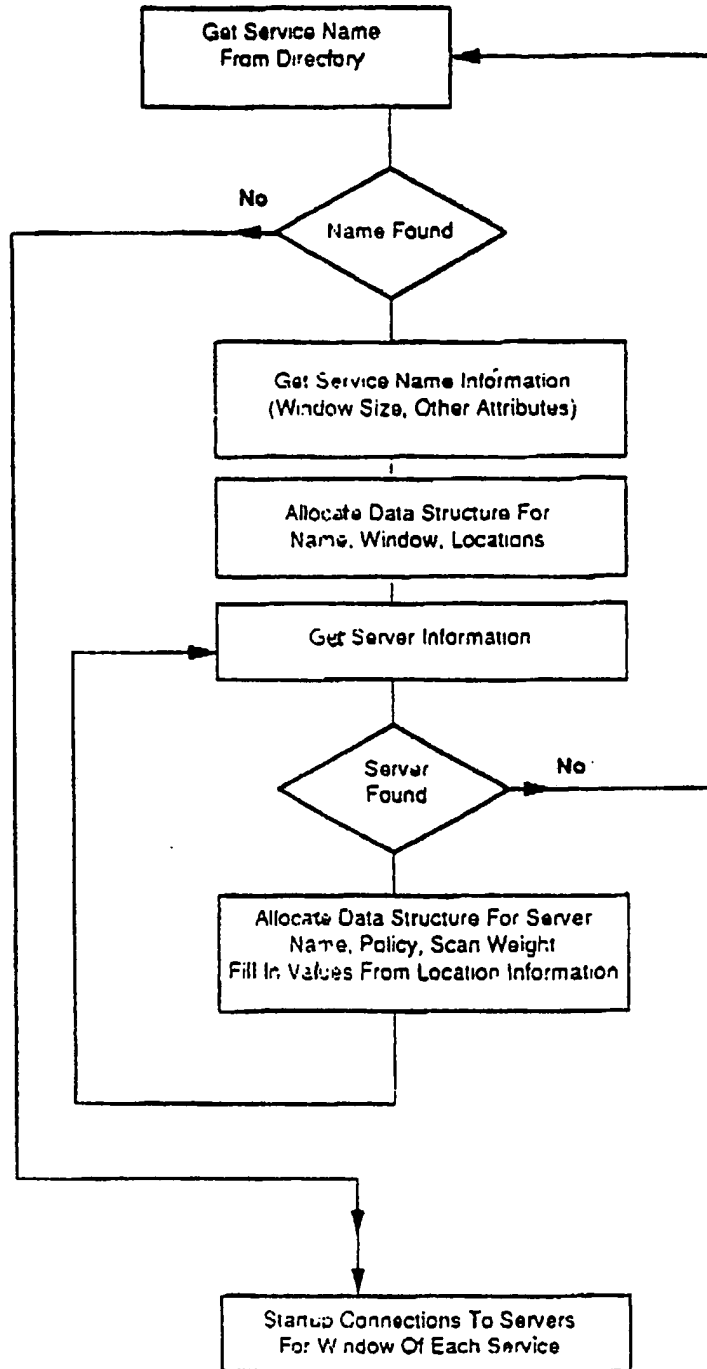 Get Service Name
From Directory
No
Name Found
Get Service Name Information
(Window Size, Other Attributes)
Allocate Data Structure For
Name, Window, Locations
Get Server Information
Server
Found
No
Allocate Data Structure For Server
Name, Policy, Scan Weight
Fill In Values From Location Information
Startup Connections To Servers
For Window Of Each Service